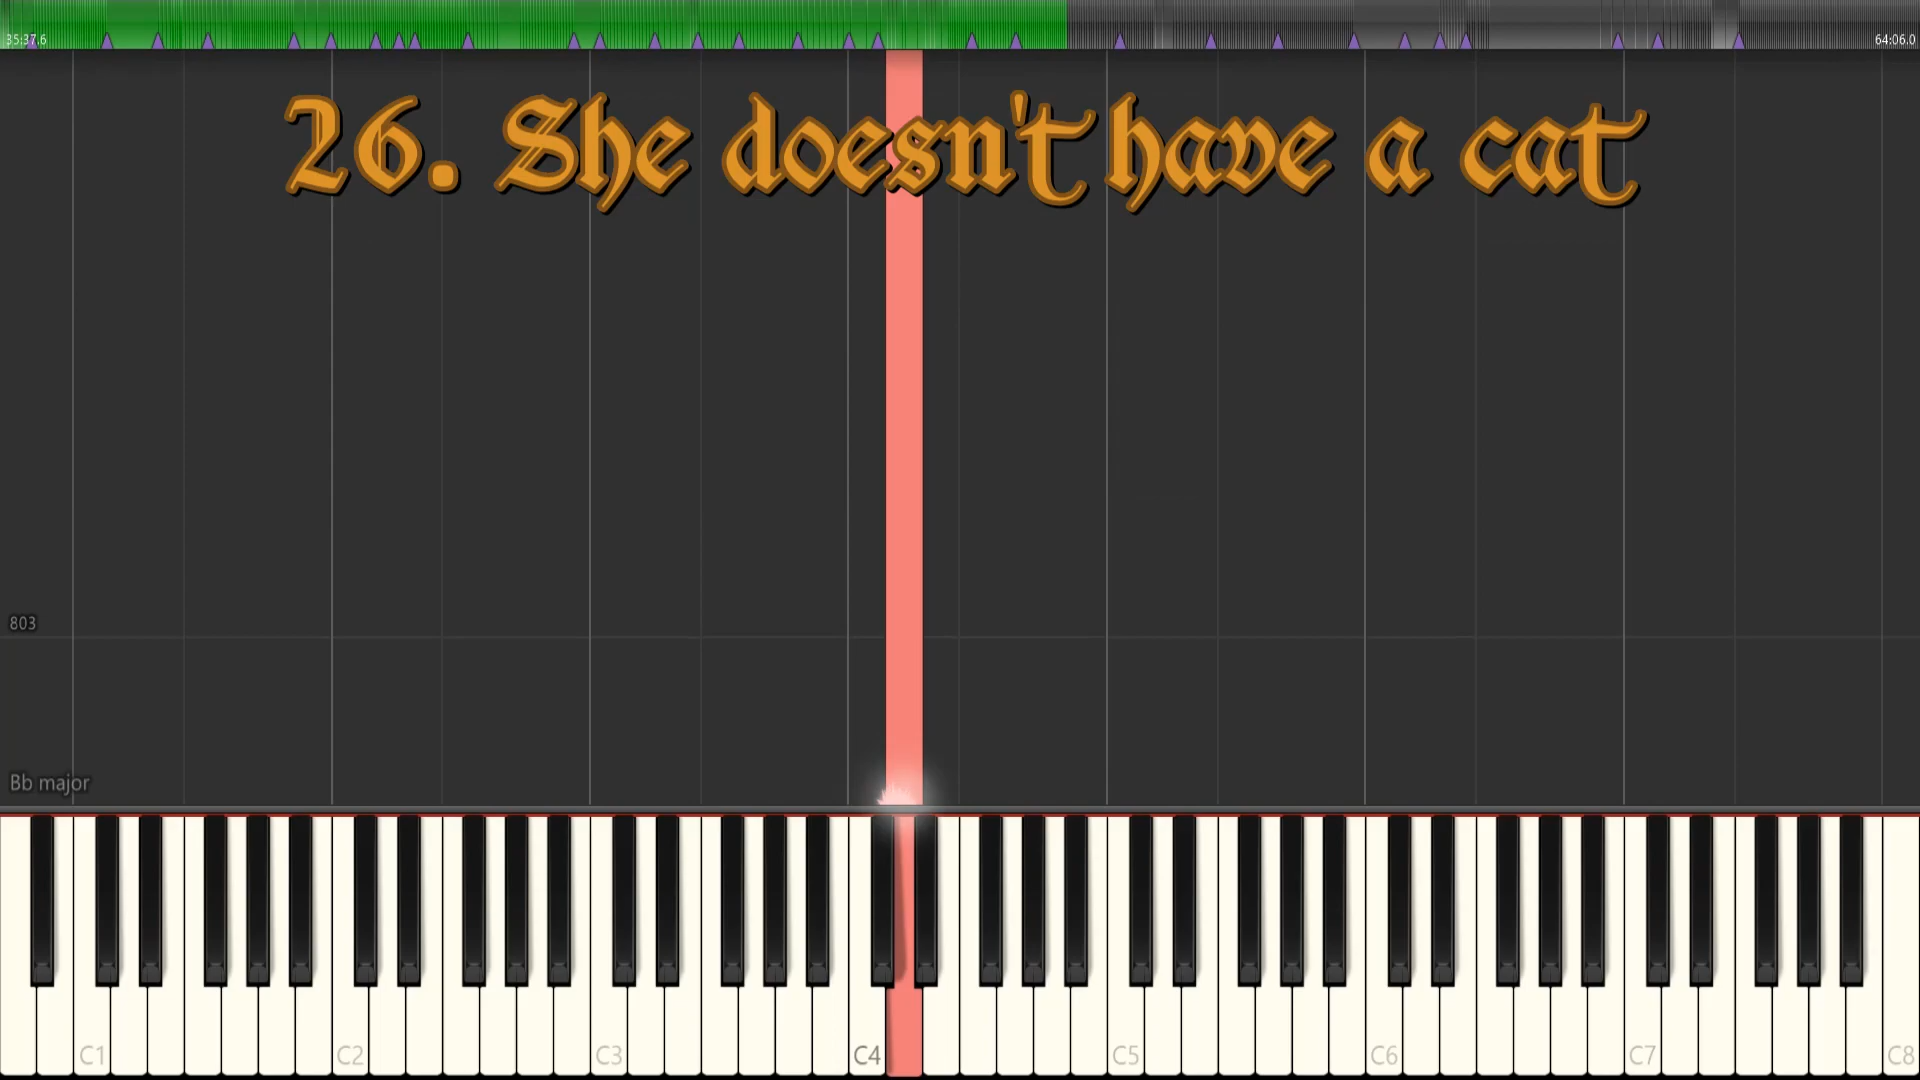 35:37.6
64:06.0
26. She doesn't have a cat
803
Bb major
C1 C2 C3 C4 C5 C6 C7 C8